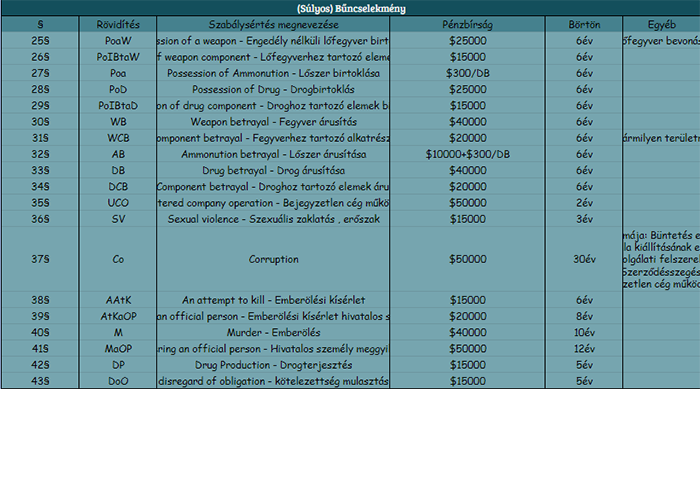 (Súlyos) Bűncselekmény
§ Rövidítés Szabálysértés megnevezése Pénzbírság Börtön Egyéb
25§ PoaW ssion of a weapon - Engedély nélküli lőfegyver birt $25000 6év őfegyver bevonás
26§ PoIBtaW f weapon component - Lőfegyverhez tartozó eleme $15000 6év
27§ Poa Possession of Ammonution - Lőszer birtoklása $300/DB 6év
28§ PoD Possession of Drug - Drogbirtoklás $25000 6év
29§ PoIBtaD on of drug component - Droghoz tartozó elemek b $15000 6év
30§ WB Weapon betrayal - Fegyver árusítás $40000 6év
31§ WCB omponent betrayal - Fegyverhez tartozó alkatrész $20000 6év ármilyen területr
32§ AB Ammonution betrayal - Lőszer árusítása $10000+$300/DB 6év
33§ DB Drug betrayal - Drog árusítása $40000 6év
34§ DCB Component betrayal - Droghoz tartozó elemek áru $20000 6év
35§ UCO tered company operation - Bejegyzetlen cég műkö $50000 2év
36§ SV Sexual violence - Szexuális zaklatás , erőszak $15000 3év
37§ Co Corruption $50000 30év mája: Büntetés e
la kiállításának e
olgálati felszerel
Szerződésszegés
zetlen cég működ
38§ AAtK An attempt to kill - Emberölési kísérlet $15000 6év
39§ AtKaOP an official person - Emberölési kísérlet hivatalos s $20000 8év
40§ M Murder - Emberölés $40000 10év
41§ MaOP ring an official person - Hivatalos személy meggyil $50000 12év
42§ DP Drug Production - Drogterjesztés $15000 5év
43§ DoO disregard of obligation - kötelezettség mulasztás $15000 5év